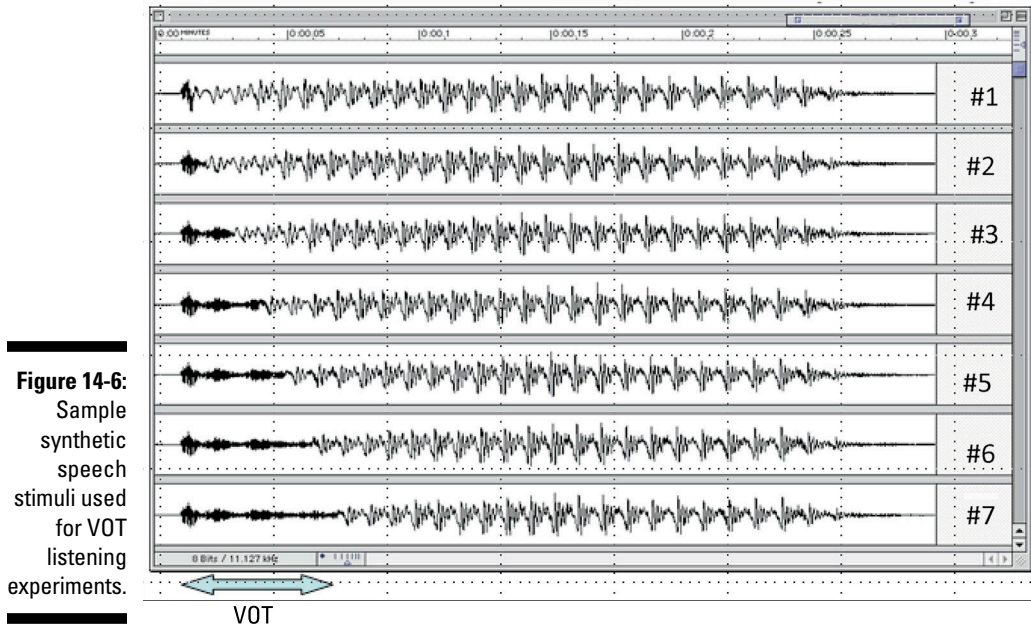 0:00 MINUTES |0:00.05 |0:00.1 |0:00.15 |0:00.2 |0:00.25 |0:00.3
#1
#2
#3
#4
#5
#6
#7
8 Bits / 11.127 kHz
Figure 14-6:
Sample
synthetic
speech
stimuli used
for VOT
listening
experiments.
VOT